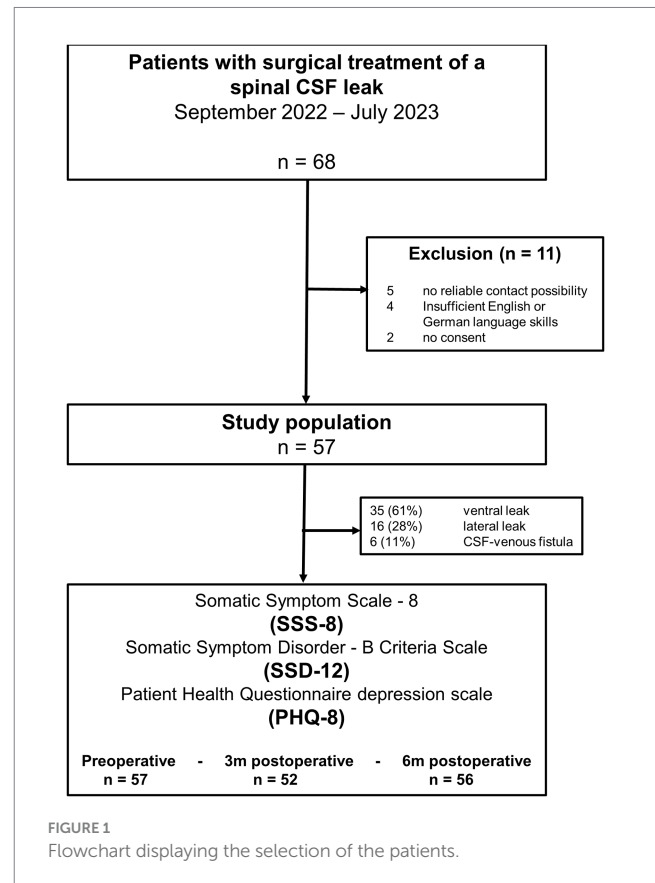 Patients with surgical treatment of a
spinal CSF leak
September 2022 – July 2023
n = 68
Exclusion (n = 11)
5 no reliable contact possibility
4 Insufficient English or
German language skills
2 no consent
Study population
n = 57
35 (61%) ventral leak
16 (28%) lateral leak
6 (11%) CSF-venous fistula
Somatic Symptom Scale - 8
(SSS-8)
Somatic Symptom Disorder - B Criteria Scale
(SSD-12)
Patient Health Questionnaire depression scale
(PHQ-8)
Preoperative - 3m postoperative - 6m postoperative
n = 57 n = 52 n = 56
FIGURE 1
Flowchart displaying the selection of the patients.